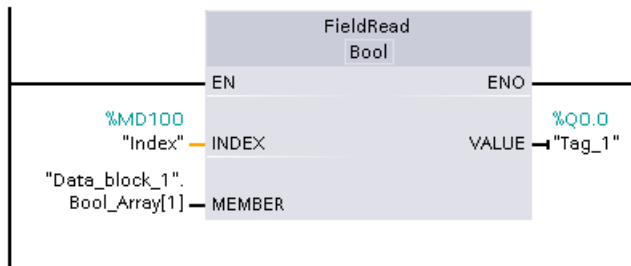 FieldRead
Bool
EN ENO
%MD100 %Q0.0
"Index" INDEX VALUE "Tag_1"
"Data_block_1".
Bool_Array[1] MEMBER